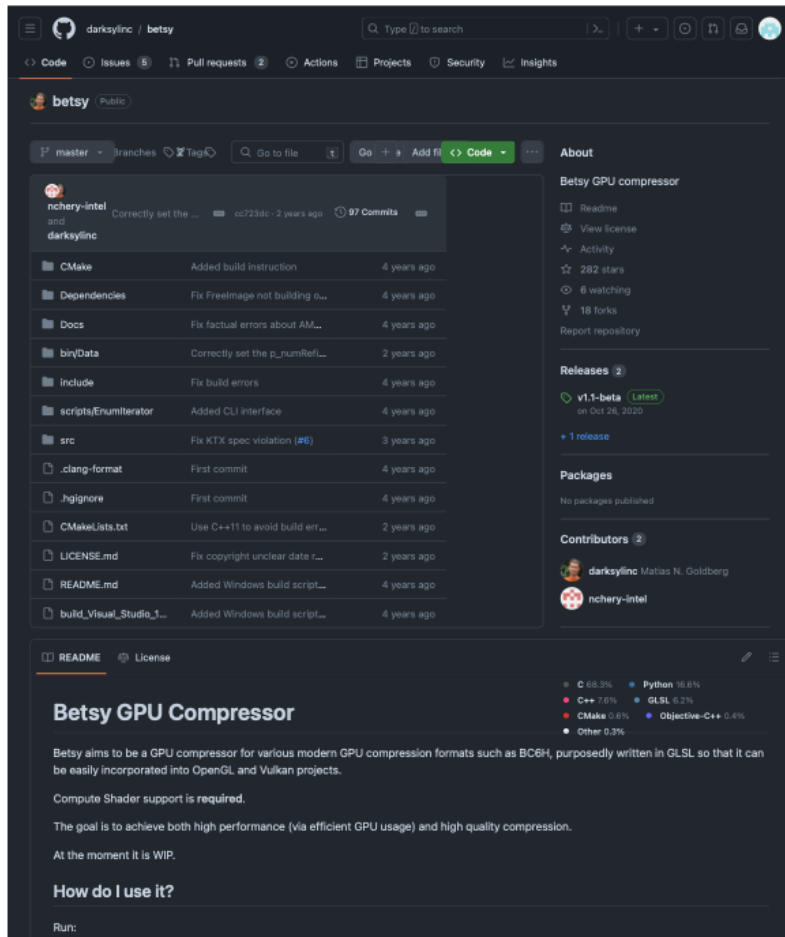 darksylinc / betsy
Type / to search
Code Issues 5 Pull requests 2 Actions Projects Security Insights
betsy Public
master Branches Tags Go to file t Go Add fil Code
nchery-intel
and
darksylinc
Correctly set the ... cc723dc · 2 years ago 97 Commits
CMake Added build instruction 4 years ago
Dependencies Fix FreeImage not building o... 4 years ago
Docs Fix factual errors about AM... 4 years ago
bin/Data Correctly set the p_numRefi... 2 years ago
include Fix build errors 4 years ago
scripts/EnumIterator Added CLI interface 4 years ago
src Fix KTX spec violation (#6) 3 years ago
.clang-format First commit 4 years ago
.hgignore First commit 4 years ago
CMakeLists.txt Use C++11 to avoid build err... 2 years ago
LICENSE.md Fix copyright unclear date r... 2 years ago
README.md Added Windows build script... 4 years ago
build_Visual_Studio_1... Added Windows build script... 4 years ago
About
Betsy GPU compressor
Readme
View license
Activity
282 stars
6 watching
18 forks
Report repository
Releases 2
v1.1-beta Latest
on Oct 26, 2020
+ 1 release
Packages
No packages published
Contributors 2
darksylinc Matias N. Goldberg
nchery-intel
C 68.3% Python 16.6%
C++ 7.6% GLSL 6.2%
CMake 0.6% Objective-C++ 0.4%
Other 0.3%
README License
Betsy GPU Compressor
Betsy aims to be a GPU compressor for various modern GPU compression formats such as BC6H, purposedly written in GLSL so that it can
be easily incorporated into OpenGL and Vulkan projects.
Compute Shader support is required.
The goal is to achieve both high performance (via efficient GPU usage) and high quality compression.
At the moment it is WIP.
How do I use it?
Run: